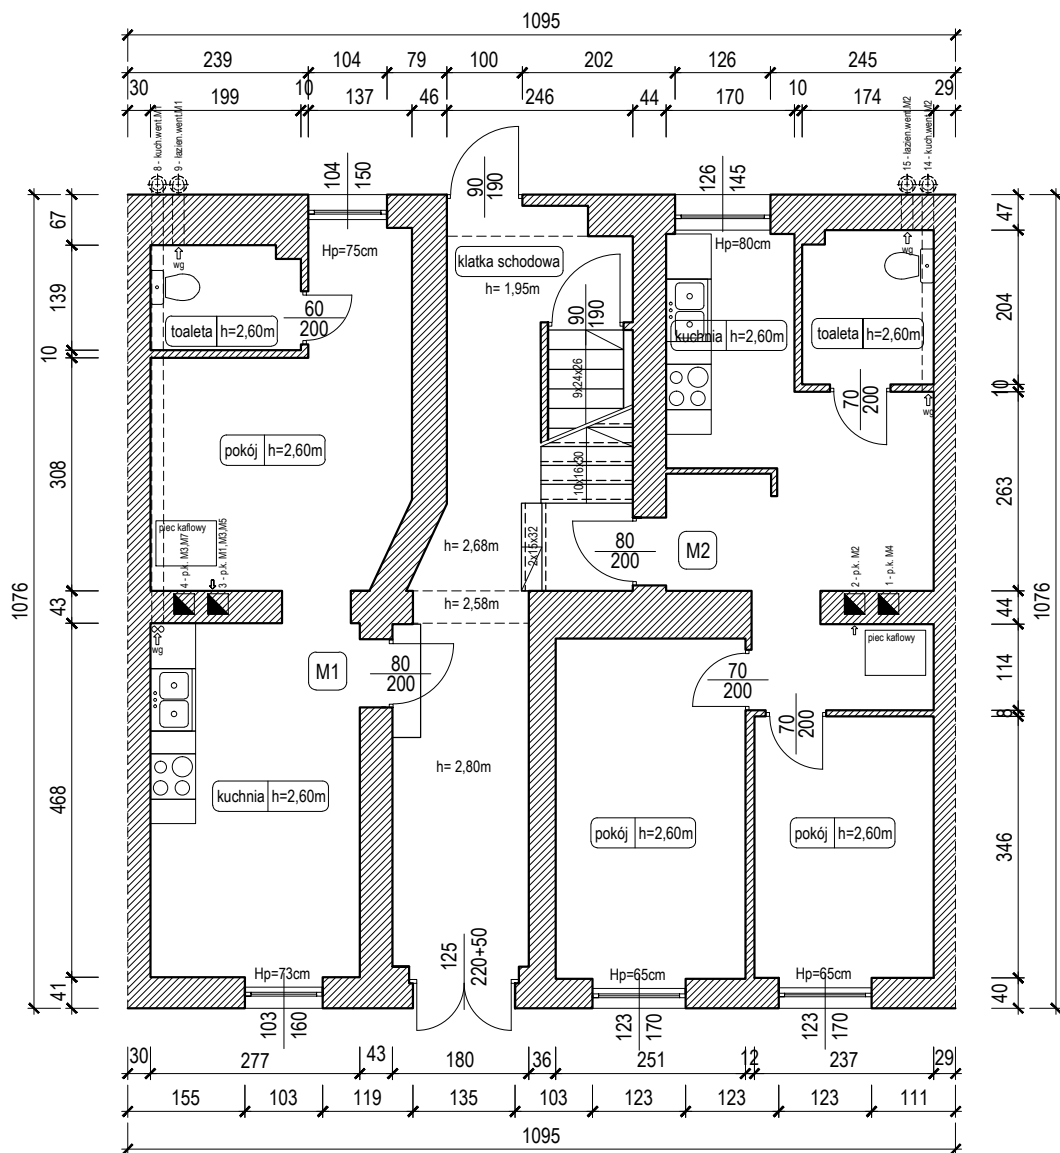 1095
239 104 79 100 202 126 245
30 199 10 137 46 246 44 170 10 174 29
8 - kuch.went.M1
9 - łazien.went.M1
15 - łazien.went.M2
14 - kuch.went.M2
104
150
90
190
126
145
67
139
10
308
43
468
41
1076
47
204
10
263
44
114
8
346
40
1076
Hp=75cm
klatka schodowa
h= 1,95m
Hp=80cm
wg
wg
60
200
toaleta h=2,60m
90
190
kuchnia h=2,60m
toaleta h=2,60m
9x24x26
70
200
wg
pokój h=2,60m
10x16x30
piec kaflowy
4 - p.k. M3,M7
3 - p.k. M1,M3,M5
h= 2,68m
2x15x32
80
200
M2
2 - p.k. M2
1 - p.k. M4
h= 2,58m
wg
M1
80
200
70
200
piec kaflowy
70
200
h= 2,80m
kuchnia h=2,60m
pokój h=2,60m
pokój h=2,60m
Hp=73cm
125
220+50
Hp=65cm
Hp=65cm
103
160
123
170
123
170
30 277 43 180 36 251 12 237 29
155 103 119 135 103 123 123 123 111
1095